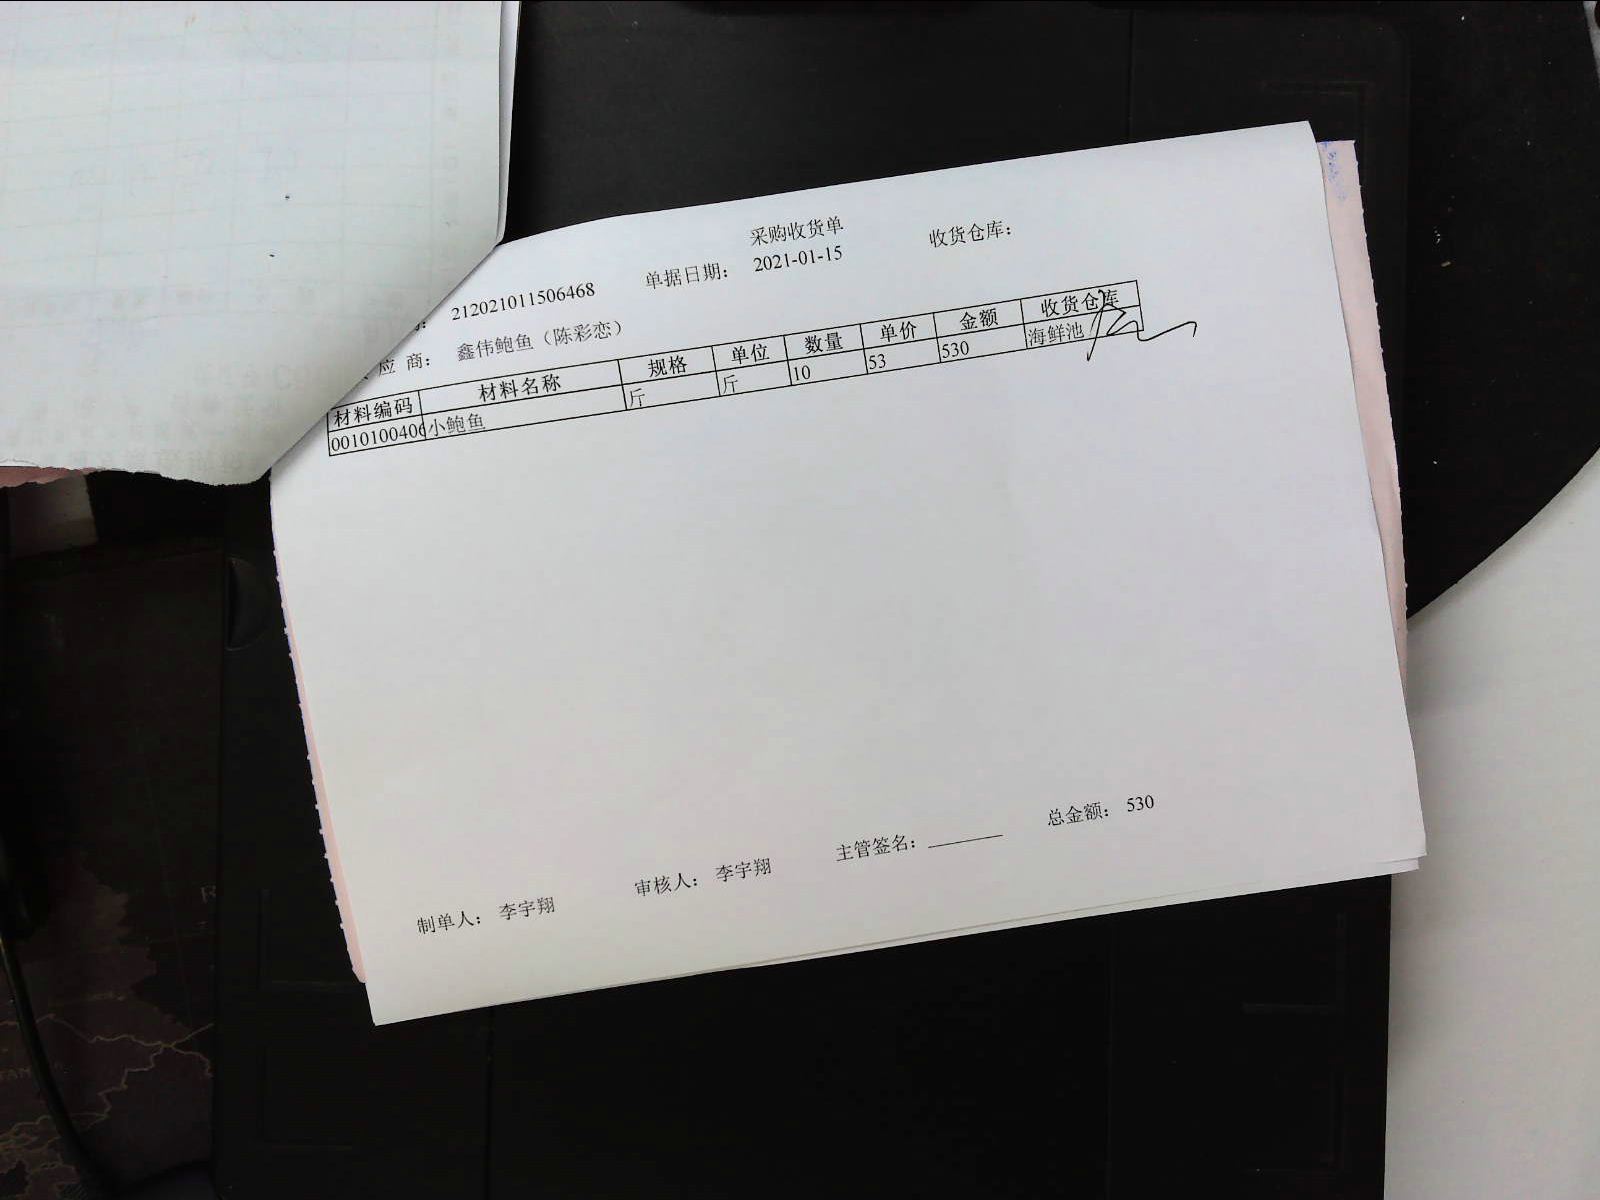 采购收货单
212021011506468 单据日期： 2021-01-15 收货仓库：
应 商： 鑫伟鲍鱼（陈彩恋）
材料编码 材料名称 规格 单位 数量 单价 金额 收货仓库
0010100406 小鲍鱼 斤 斤 10 53 530 海鲜池
制单人： 李宇翔 审核人： 李宇翔 主管签名： 总金额： 530